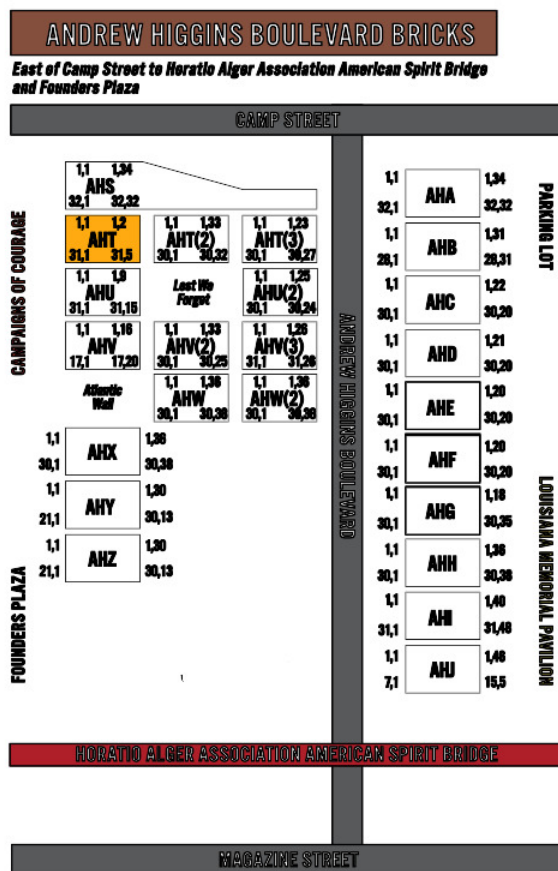 ANDREW HIGGINS BOULEVARD BRICKS
East of Camp Street to Horatio Alger Association American Spirit Bridge
and Founders Plaza
CAMP STREET
CAMPAIGNS OF COURAGE
FOUNDERS PLAZA
1,1 1,34
AHS
32,1 32,32
1,1 1,2
AHT
31,1 31,5
1,1 1,33
AHT(2)
30,1 30,32
1,1 1,23
AHT(3)
30,1 30,27
1,1 1,9
AHU
31,1 31,15
Lest We
Forget
1,1 1,25
AHU(2)
30,1 30,24
1,1 1,16
AHV
17,1 17,20
1,1 1,33
AHV(2)
30,1 30,25
1,1 1,26
AHV(3)
31,1 31,26
Atlantic
Wall
1,1 1,36
AHW
30,1 30,38
1,1 1,36
AHW(2)
30,1 30,38
1,1 1,36
AHX
30,1 30,38
1,1 1,30
AHY
21,1 30,13
1,1 1,30
AHZ
21,1 30,13
ANDREW HIGGINS BOULEVARD
1,1 1,34
AHA
32,1 32,32
1,1 1,31
AHB
28,1 28,31
1,1 1,22
AHC
30,1 30,20
1,1 1,21
AHD
30,1 30,20
1,1 1,20
AHE
30,1 30,20
1,1 1,20
AHF
30,1 30,20
1,1 1,18
AHG
30,1 30,35
1,1 1,36
AHH
30,1 30,38
1,1 1,40
AHI
31,1 31,48
1,1 1,48
AHJ
7,1 15,5
PARKING LOT
LOUISIANA MEMORIAL PAVILION
HORATIO ALGER ASSOCIATION AMERICAN SPIRIT BRIDGE
MAGAZINE STREET